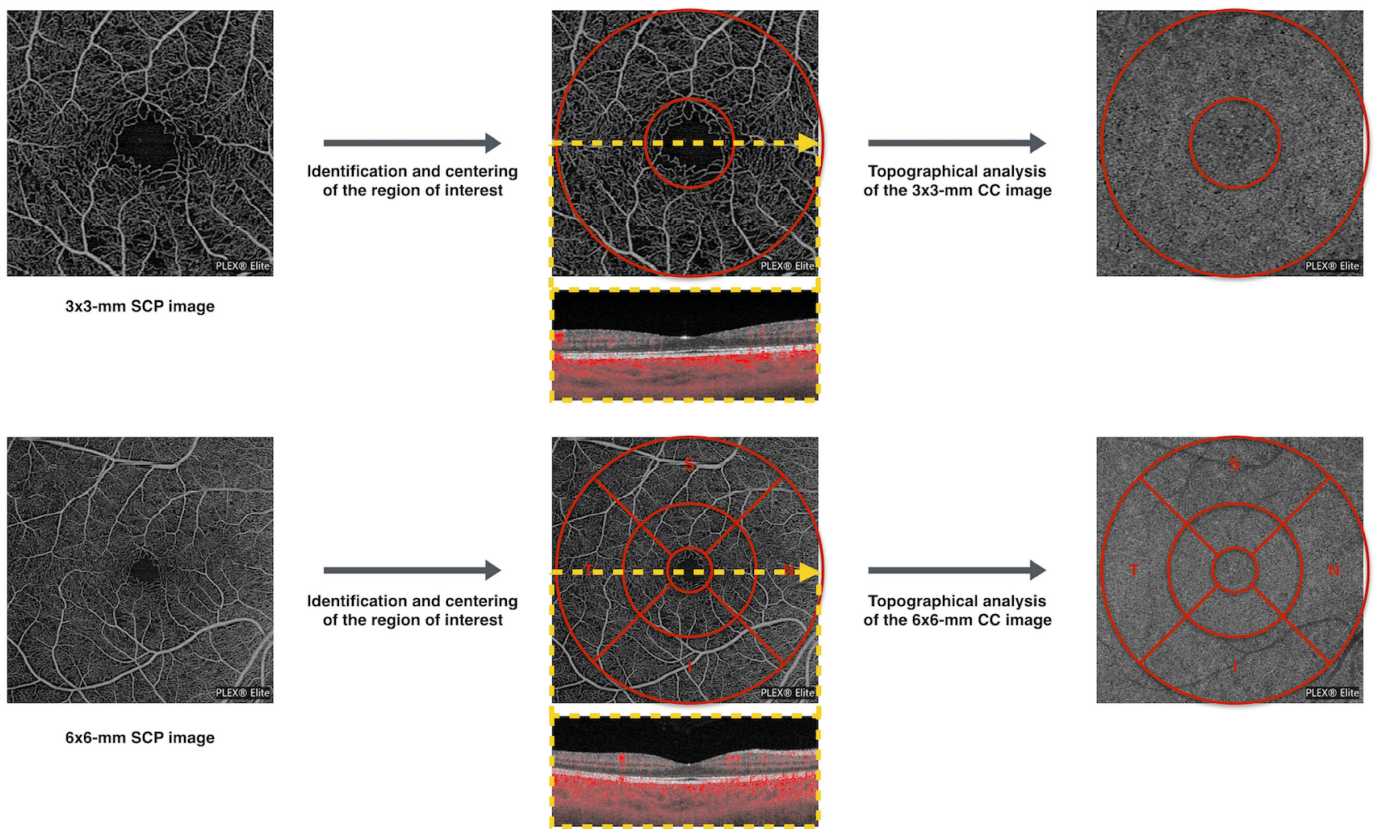 PLEX® Elite
3x3-mm SCP image
Identification and centering
of the region of interest
PLEX® Elite
Topographical analysis
of the 3x3-mm CC image
PLEX® Elite
PLEX® Elite
6x6-mm SCP image
Identification and centering
of the region of interest
S
T
N
I
PLEX® Elite
Topographical analysis
of the 6x6-mm CC image
S
T
N
I
PLEX® Elite